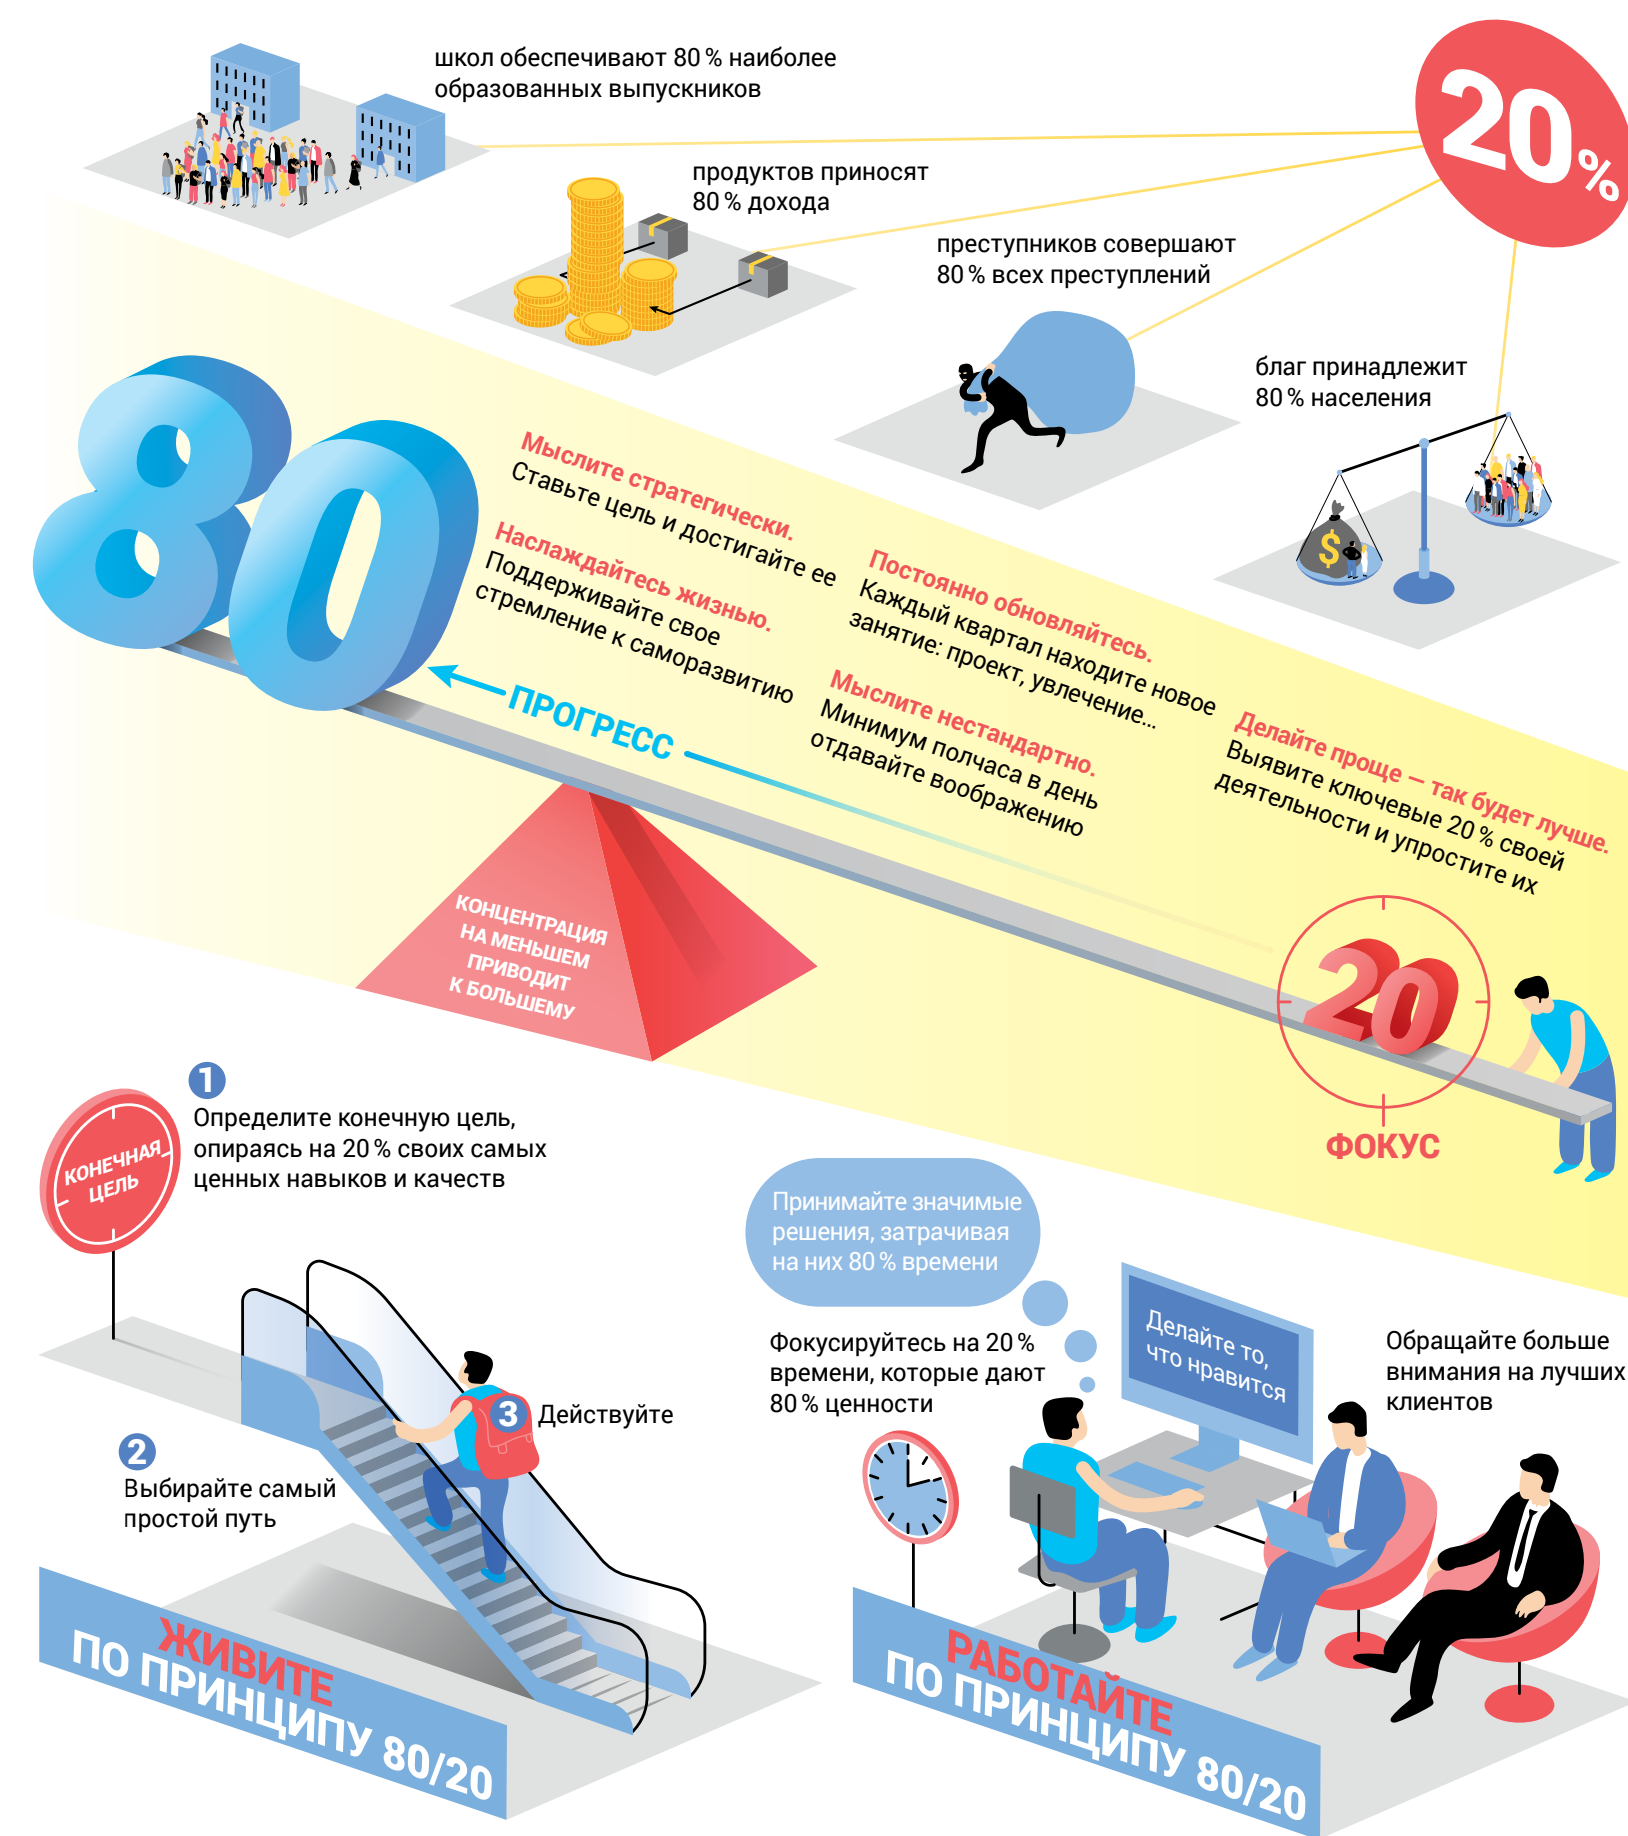 20%
школ обеспечивают 80 % наиболее
образованных выпускников
продуктов приносят
80 % дохода
преступников совершают
80 % всех преступлений
благ принадлежит
80 % населения
$
80
Мыслите стратегически.
Ставьте цель и достигайте ее
Наслаждайтесь жизнью.
Поддерживайте свое
стремление к саморазвитию
Постоянно обновляйтесь.
Каждый квартал находите новое
занятие: проект, увлечение...
Мыслите нестандартно.
Минимум полчаса в день
отдавайте воображению
Делайте проще — так будет лучше.
Выявите ключевые 20 % своей
деятельности и упростите их
ПРОГРЕСС
КОНЦЕНТРАЦИЯ
НА МЕНЬШЕМ
ПРИВОДИТ
К БОЛЬШЕМУ
20
ФОКУС
КОНЕЧНАЯ
ЦЕЛЬ
1
Определите конечную цель,
опираясь на 20 % своих самых
ценных навыков и качеств
2
Выбирайте самый
простой путь
3 Действуйте
ЖИВИТЕ
ПО ПРИНЦИПУ 80/20
Принимайте значимые
решения, затрачивая
на них 80 % времени
Фокусируйтесь на 20 %
времени, которые дают
80 % ценности
Делайте то,
что нравится
Обращайте больше
внимания на лучших
клиентов
РАБОТАЙТЕ
ПО ПРИНЦИПУ 80/20